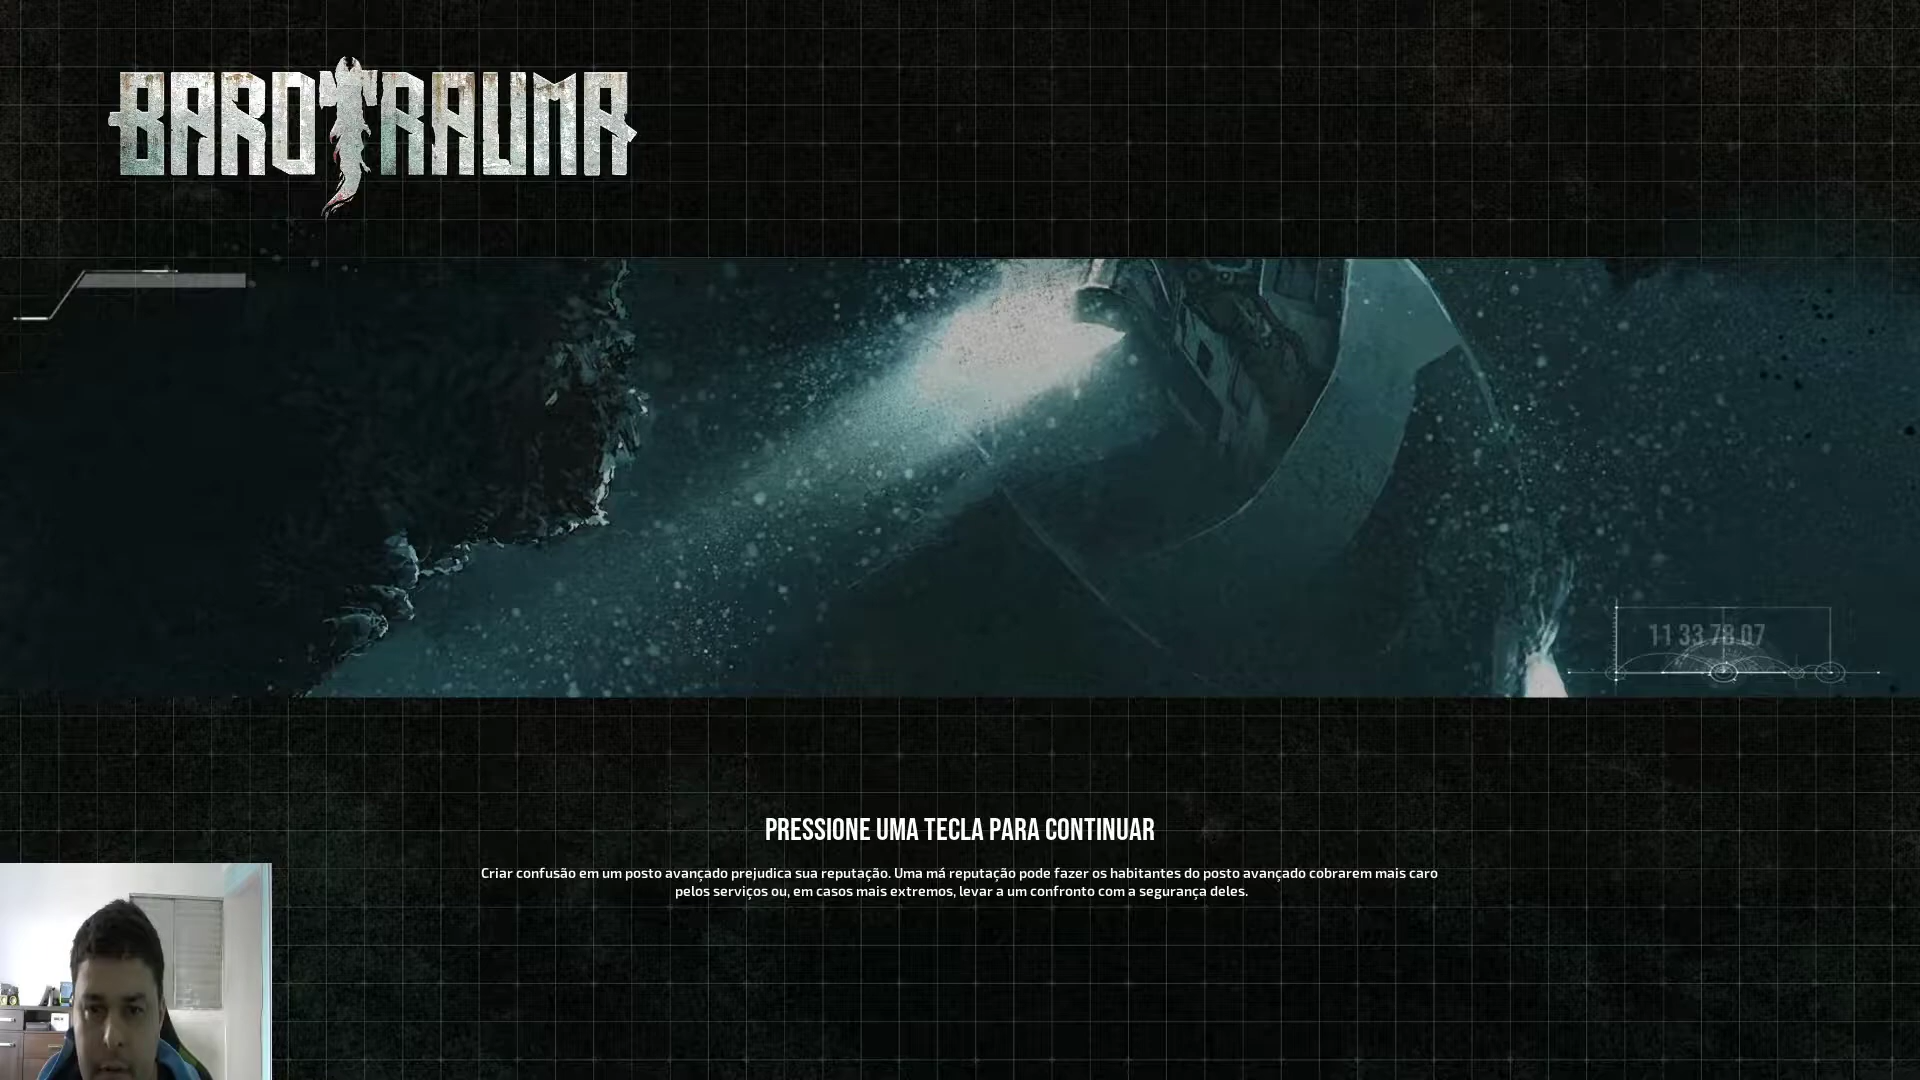 BAROTRAUMA
11 33 78 07
PRESSIONE UMA TECLA PARA CONTINUAR
Criar confusão em um posto avançado prejudica sua reputação. Uma má reputação pode fazer os habitantes do posto avançado cobrarem mais caro
pelos serviços ou, em casos mais extremos, levar a um confronto com a segurança deles.